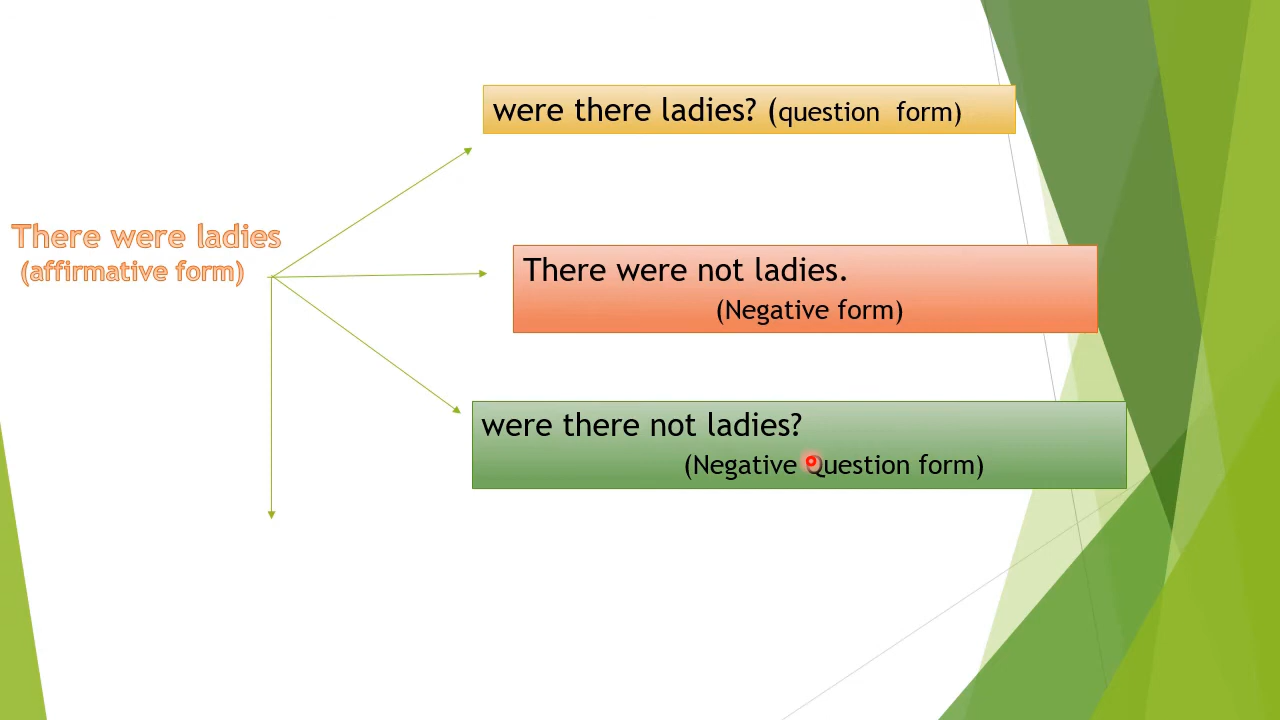 were there ladies? (question form)
There were ladies
(affirmative form)
There were not ladies.
(Negative form)
were there not ladies?
(Negative Question form)